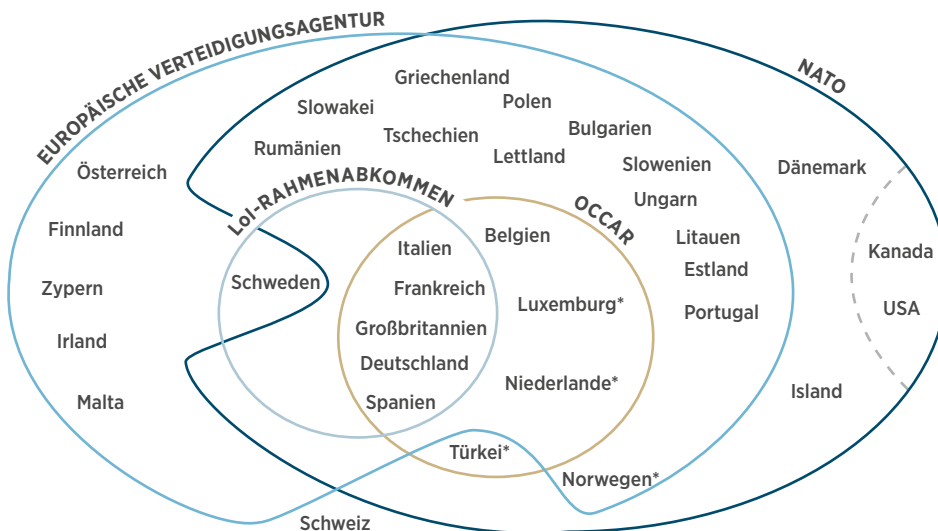 EUROPÄISCHE VERTEIDIGUNGSAGENTUR
NATO
Griechenland
Slowakei
Polen
Bulgarien
Tschechien
Rumänien
Lettland
Slowenien
Österreich
Dänemark
Ungarn
LoI-RAHMENABKOMMEN
OCCAR
Finnland
Italien
Belgien
Litauen
Kanada
Estland
Schweden
Zypern
Frankreich
Luxemburg*
Portugal
USA
Großbritannien
Irland
Deutschland
Niederlande*
Island
Malta
Spanien
Türkei*
Norwegen*
Schweiz